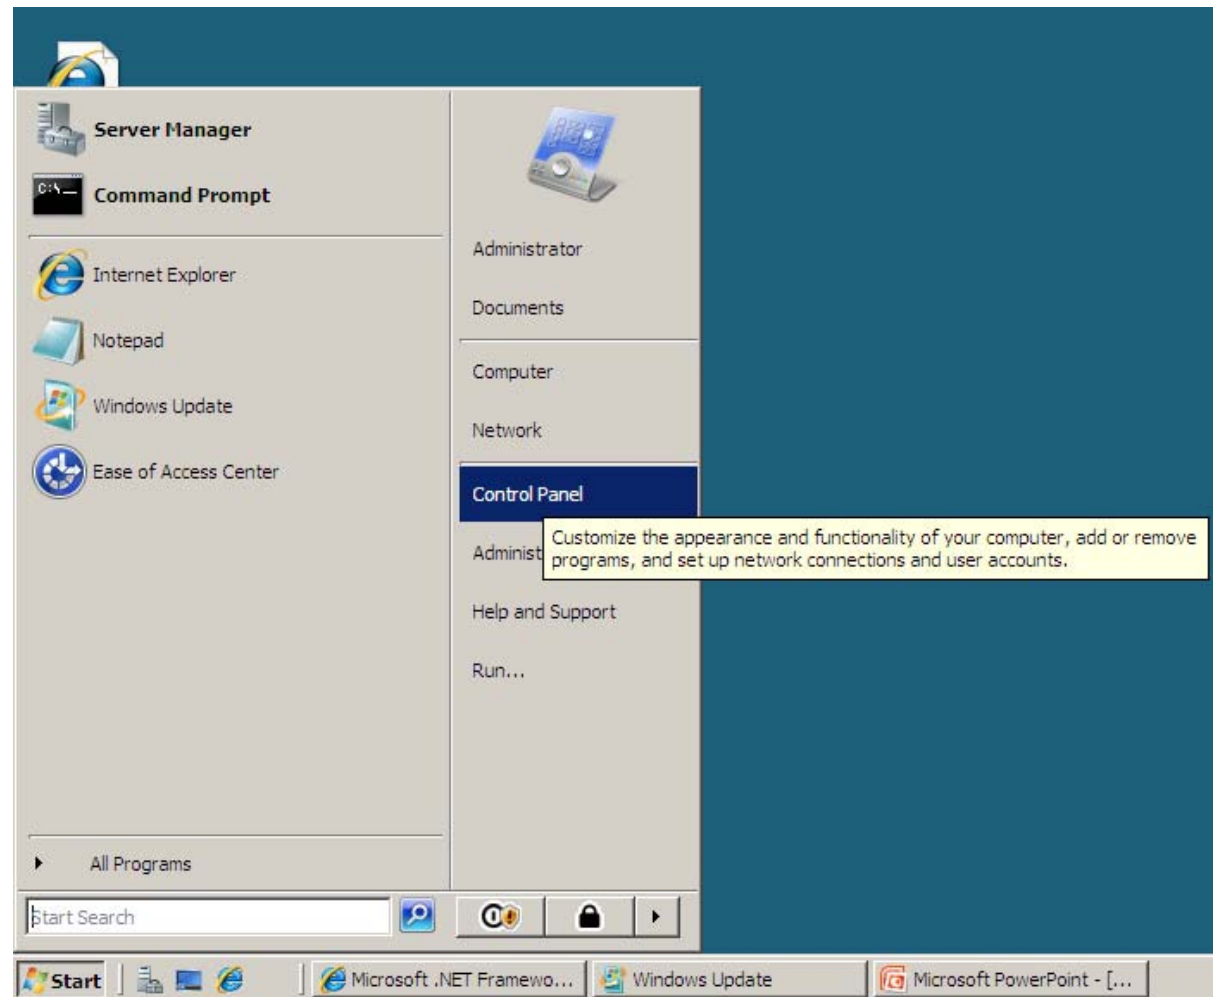 Server Manager
C:\
Command Prompt
Internet Explorer
Notepad
Windows Update
Ease of Access Center
All Programs
Start Search
Administrator
Documents
Computer
Network
Control Panel
Customize the appearance and functionality of your computer, add or remove
programs, and set up network connections and user accounts.
Administ
Help and Support
Run...
Start
Microsoft .NET Framewo...
Windows Update
Microsoft PowerPoint - [...